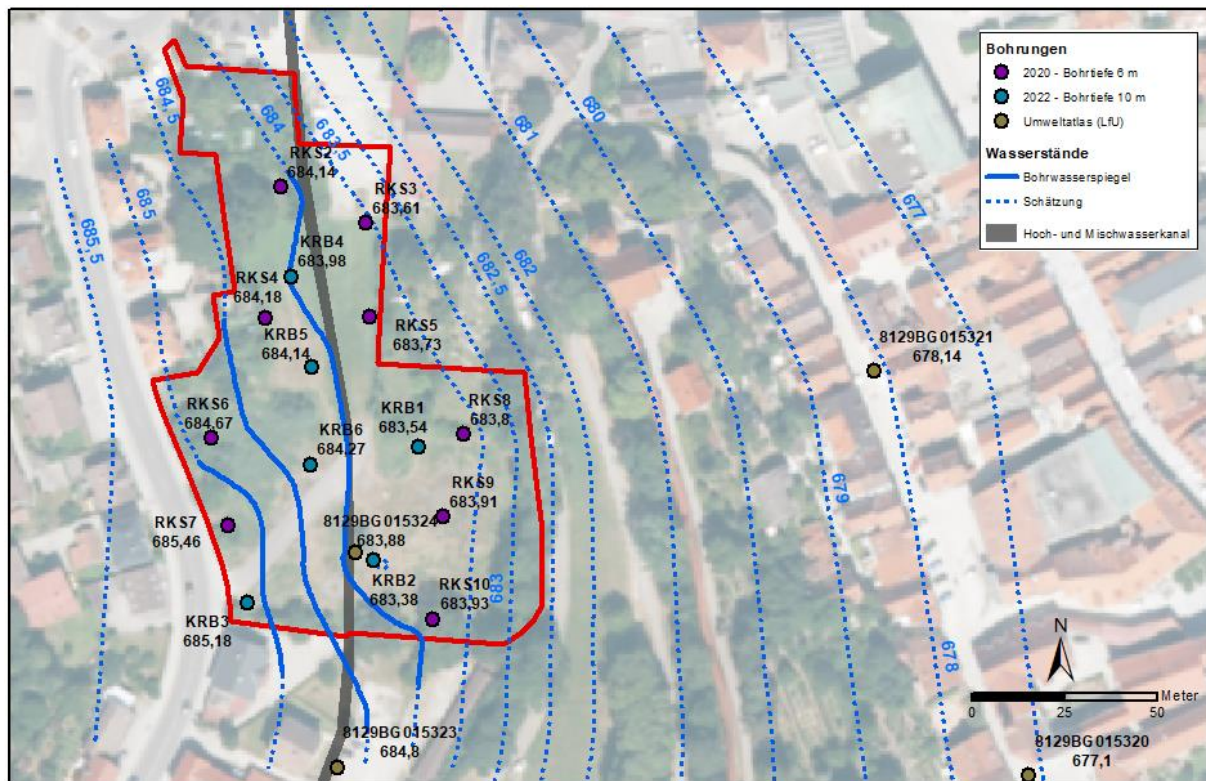 Bohrungen
2020 - Bohrtiefe 6 m
2022 - Bohrtiefe 10 m
Umweltatlas (LfU)
Wasserstände
Bohrwasserspiegel
Schätzung
Hoch- und Mischwasserkanal
684,5
684
683,5
681
680
677
685,5
685
682,5
682
RKS2
684,14
RKS3
683,61
KRB4
683,98
RKS4
684,18
KRB5
684,14
RKS5
683,73
8129BG015321
678,14
RKS6
684,67
KRB6
684,27
KRB1
683,54
RKS8
683,8
RKS9
683,91
679
RKS7
685,46
8129BG015324
683,88
KRB2
683,38
RKS10
683,93
683
KRB3
685,18
678
N
Meter
0 25 50
8129BG015323
684,8
8129BG015320
677,1